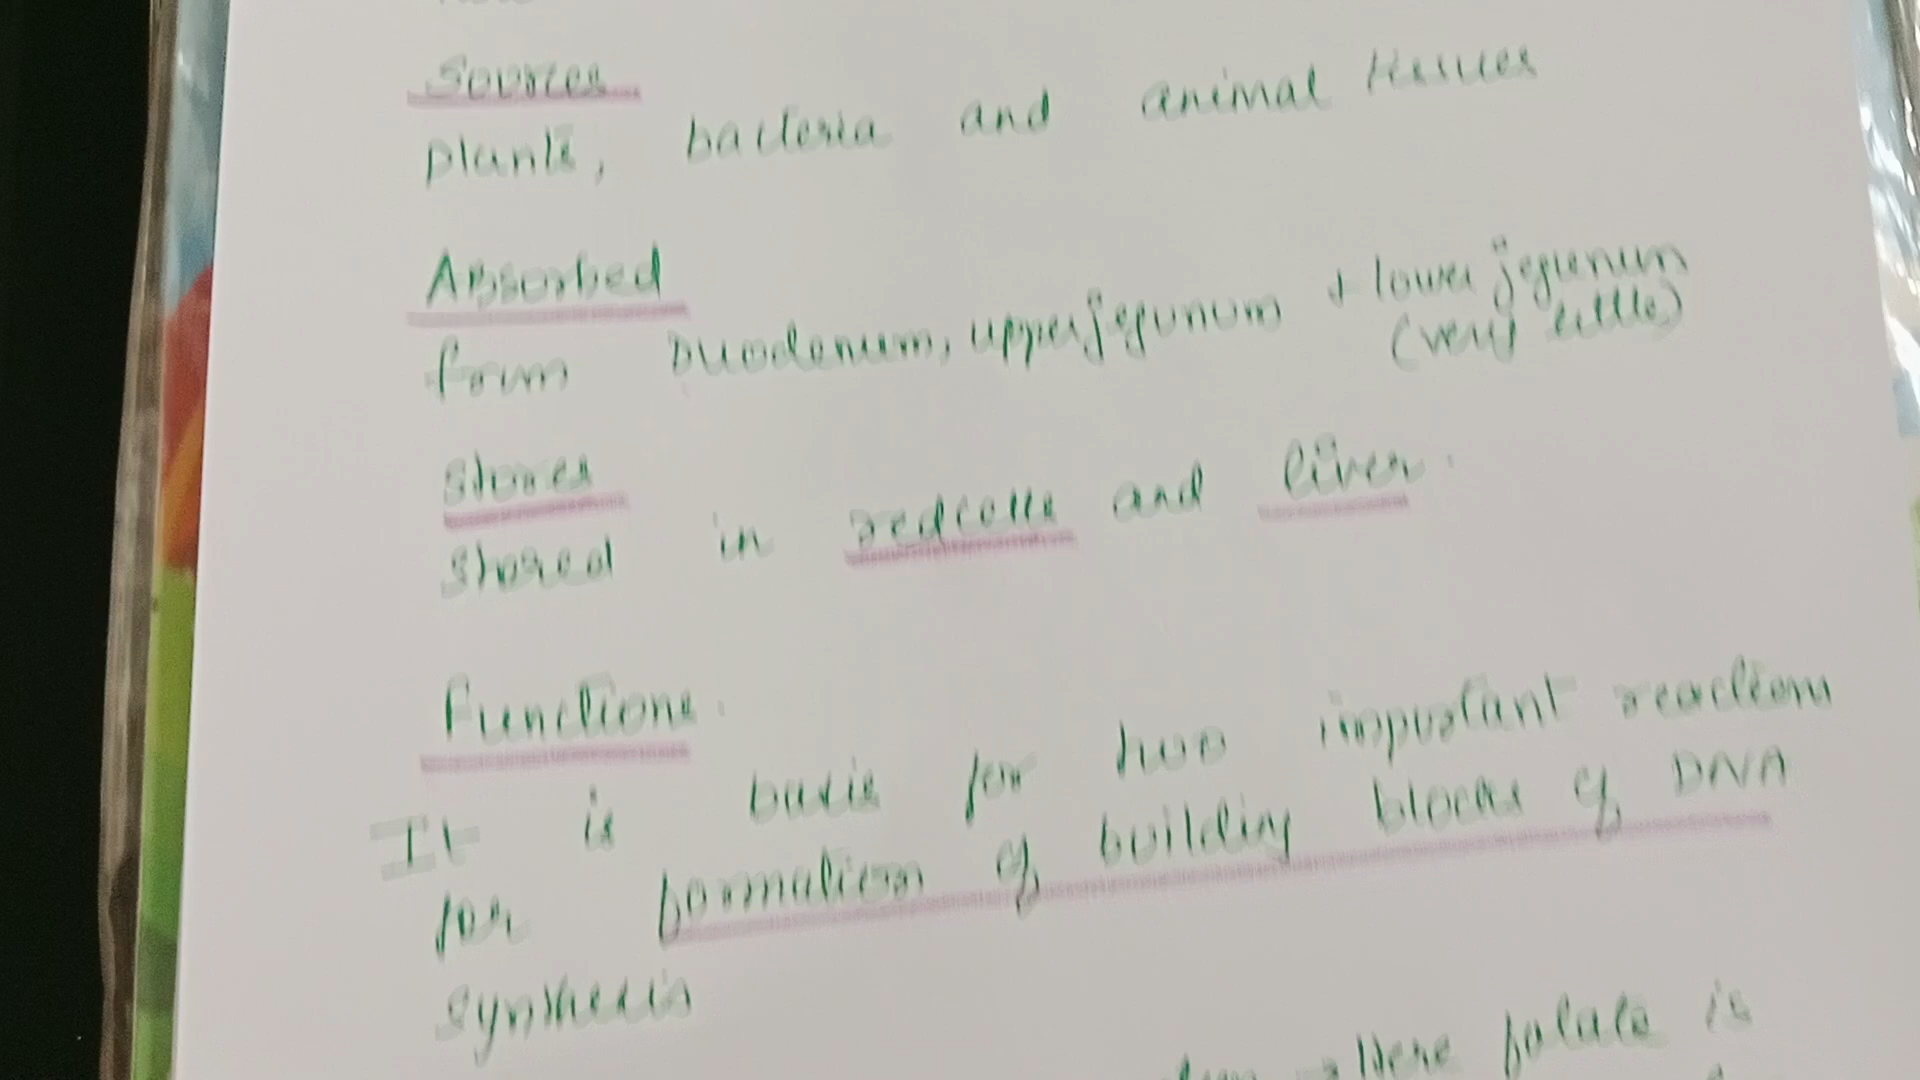 Sources
plants, bacteria and animal tissues
Absorbed
from Duodenum, upper jejunum + lower jejunum
(very little)
Stores
stored in redcells and liver.
Functions.
It is basis for two important reactions
for formation of building blocks of DNA
synthesis
Here folate is